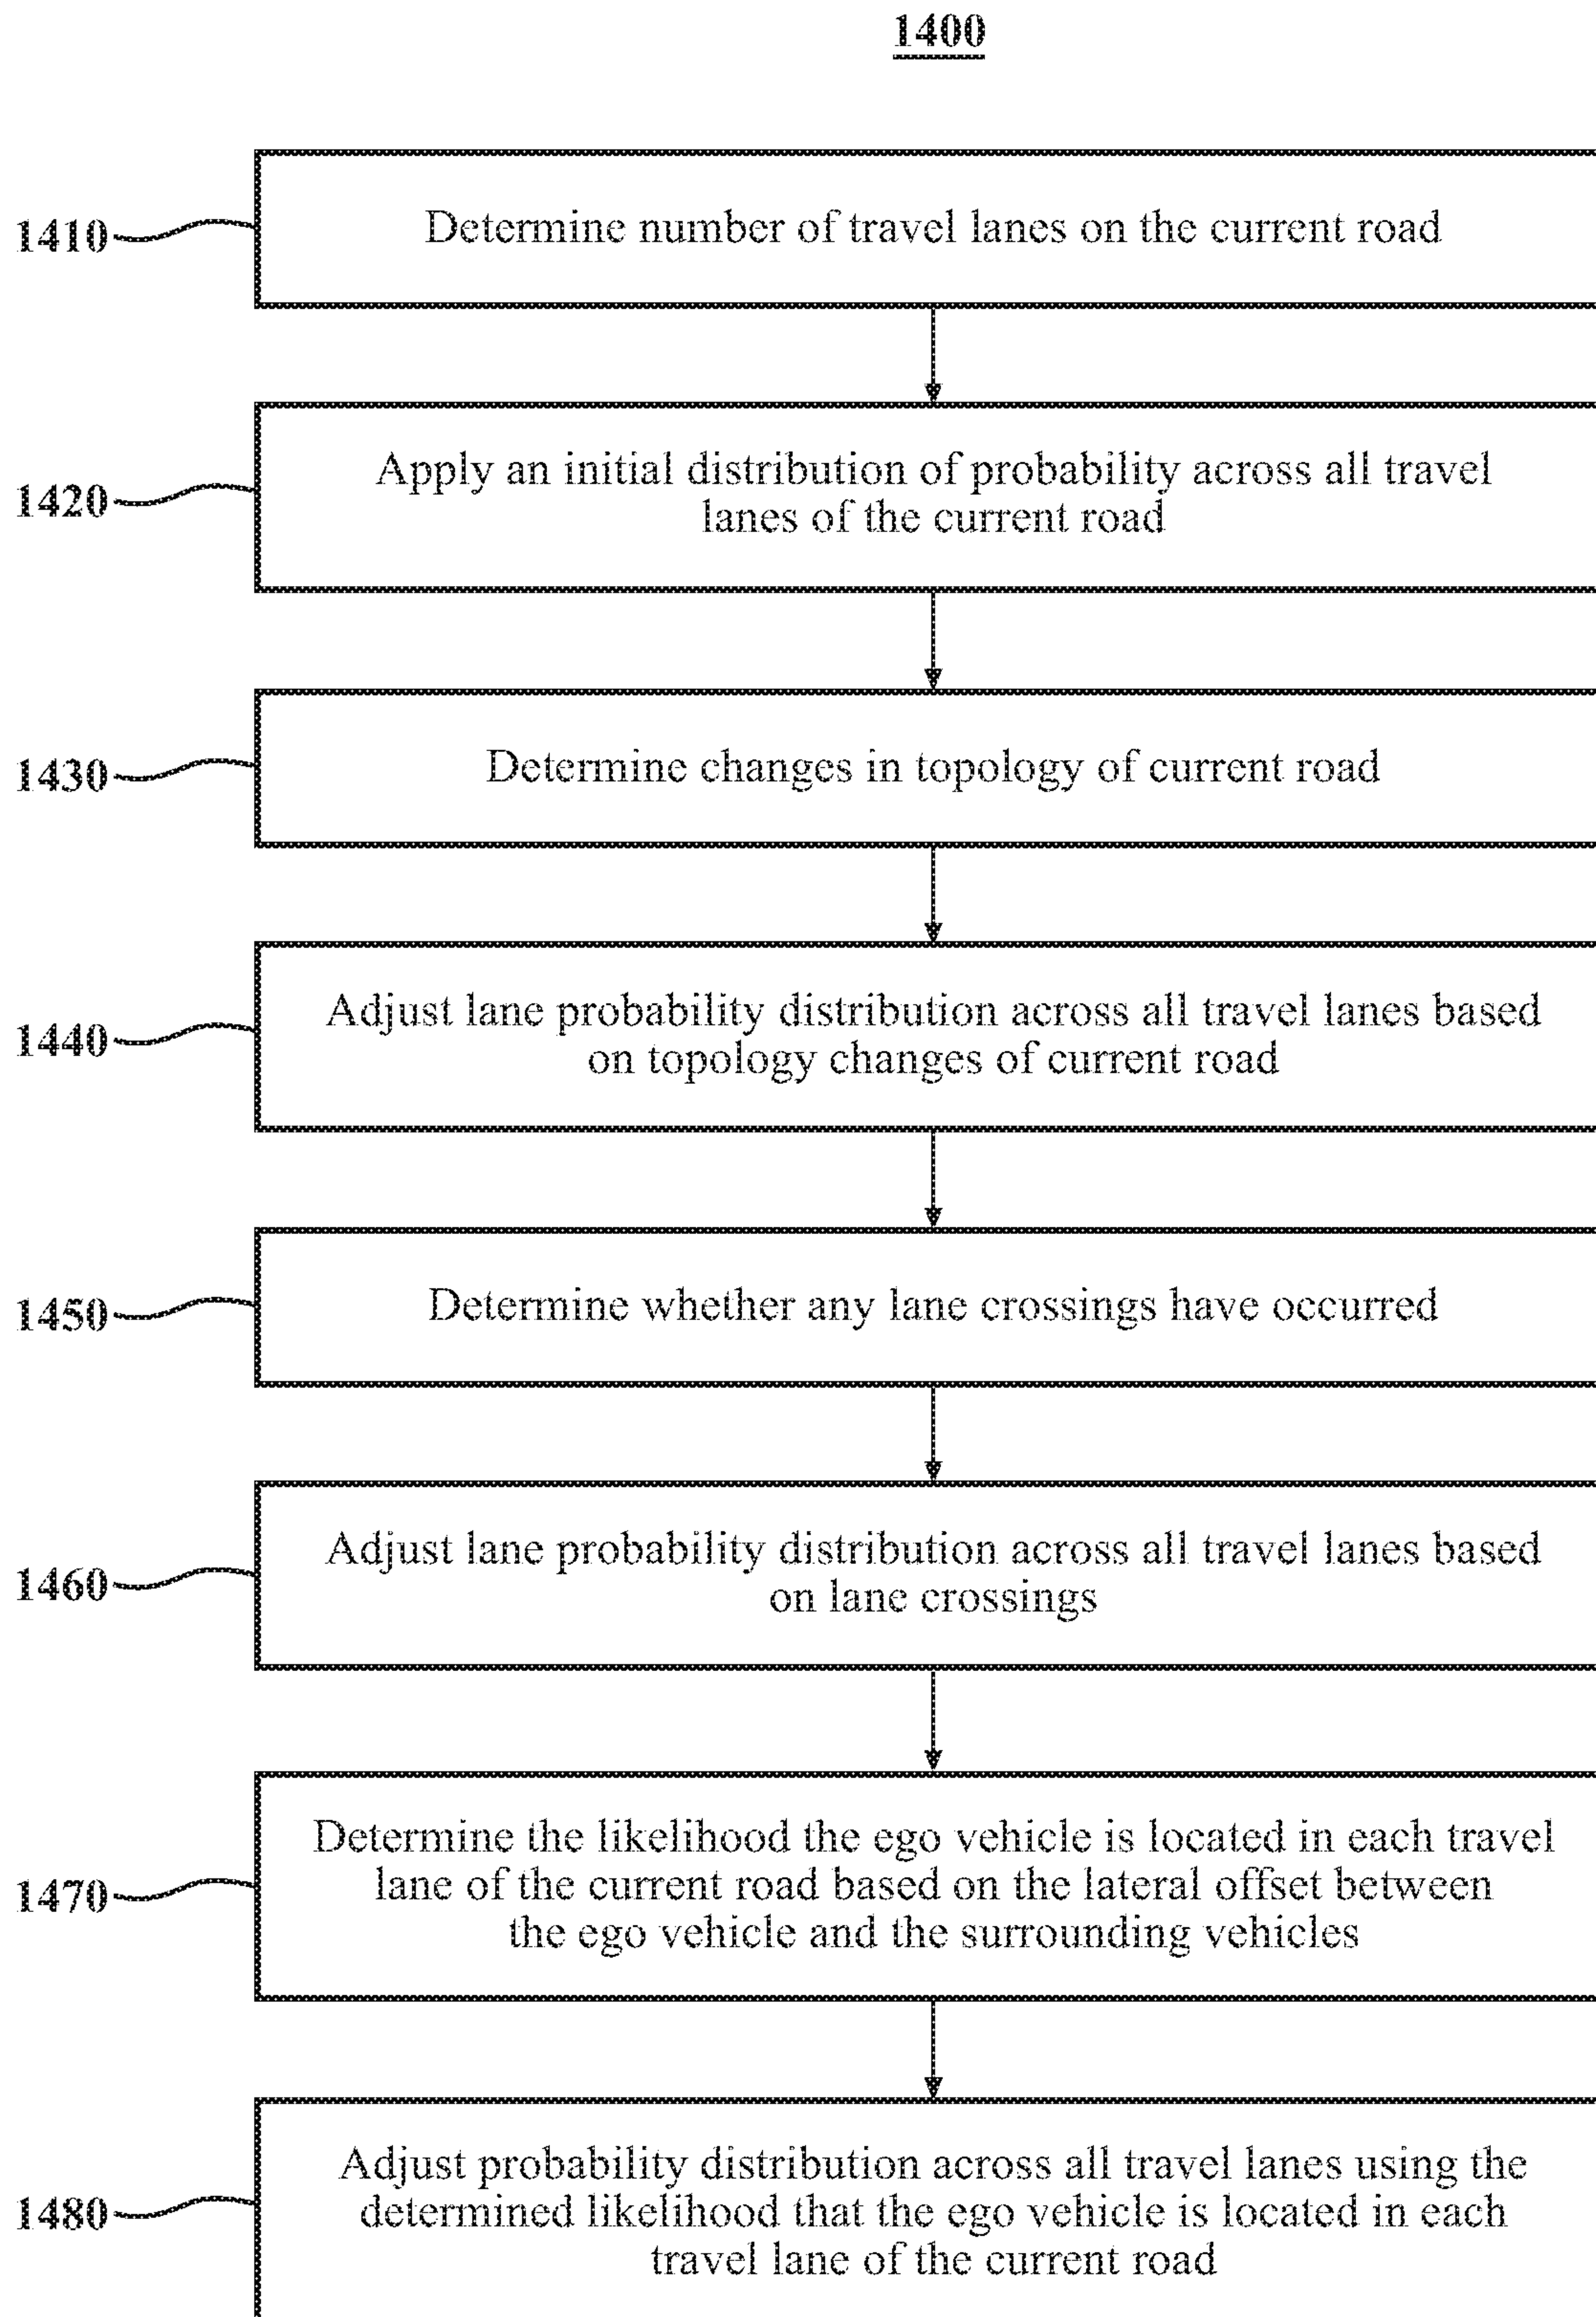 1400
1410
Determine number of travel lanes on the current road
1420
Apply an initial distribution of probability across all travel
lanes of the current road
1430
Determine changes in topology of current road
1440
Adjust lane probability distribution across all travel lanes based
on topology changes of current road
1450
Determine whether any lane crossings have occurred
1460
Adjust lane probability distribution across all travel lanes based
on lane crossings
1470
Determine the likelihood the ego vehicle is located in each travel
lane of the current road based on the lateral offset between
the ego vehicle and the surrounding vehicles
1480
Adjust probability distribution across all travel lanes using the
determined likelihood that the ego vehicle is located in each
travel lane of the current road